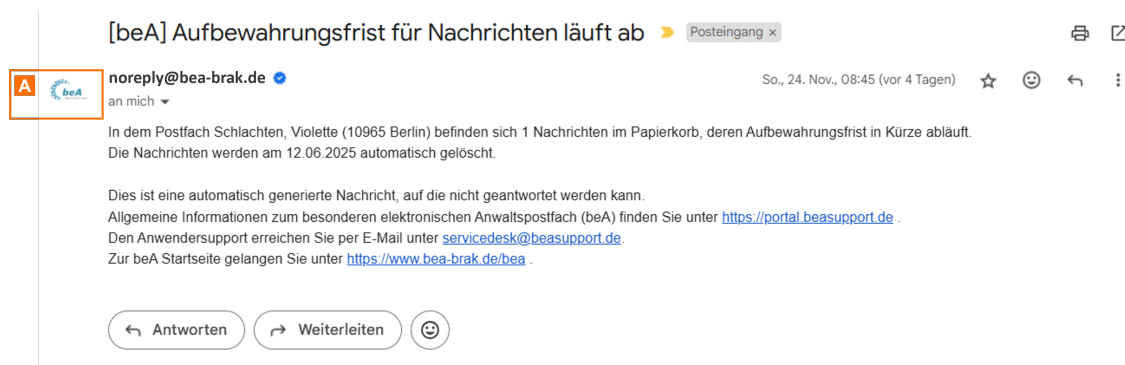 [beA] Aufbewahrungsfrist für Nachrichten läuft ab Posteingang ×
A
beA
noreply@bea-brak.de So., 24. Nov., 08:45 (vor 4 Tagen)
an mich
In dem Postfach Schlachten, Violette (10965 Berlin) befinden sich 1 Nachrichten im Papierkorb, deren Aufbewahrungsfrist in Kürze abläuft.
Die Nachrichten werden am 12.06.2025 automatisch gelöscht.
Dies ist eine automatisch generierte Nachricht, auf die nicht geantwortet werden kann.
Allgemeine Informationen zum besonderen elektronischen Anwaltspostfach (beA) finden Sie unter https://portal.beasupport.de .
Den Anwendersupport erreichen Sie per E-Mail unter servicedesk@beasupport.de.
Zur beA Startseite gelangen Sie unter https://www.bea-brak.de/bea .
Antworten Weiterleiten